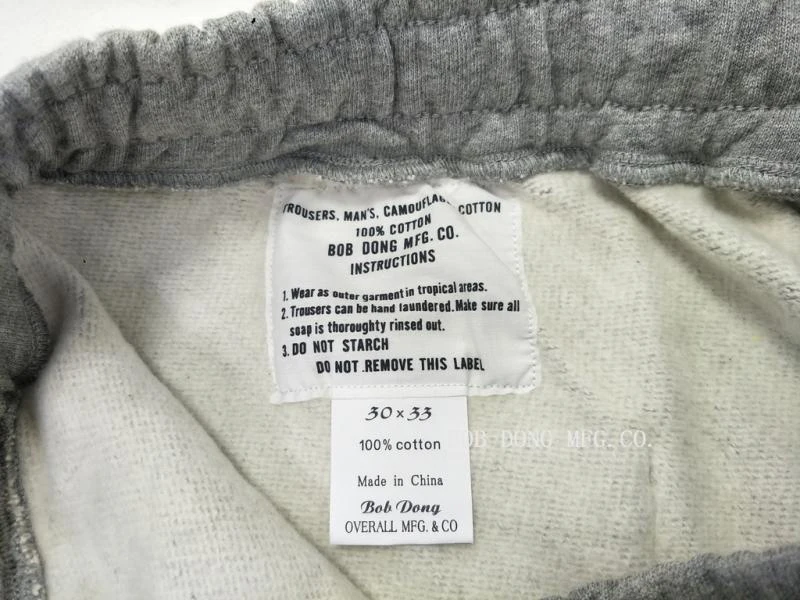 TROUSERS, MAN'S, CAMOUFLAG COTTON
100% COTTON
BOB DONG MFG. CO.
INSTRUCTIONS
1. Wear as outer garment in tropical areas.
2. Trousers can be hand laundered. Make sure all
soap is thoroughty rinsed out.
3. DO NOT STARCH
DO NOT .REMOVE THIS LABEL
30 x 33
100% cotton
BOB DONG MFG. CO.
Made in China
Bob Dong
OVERALL MFG. & CO